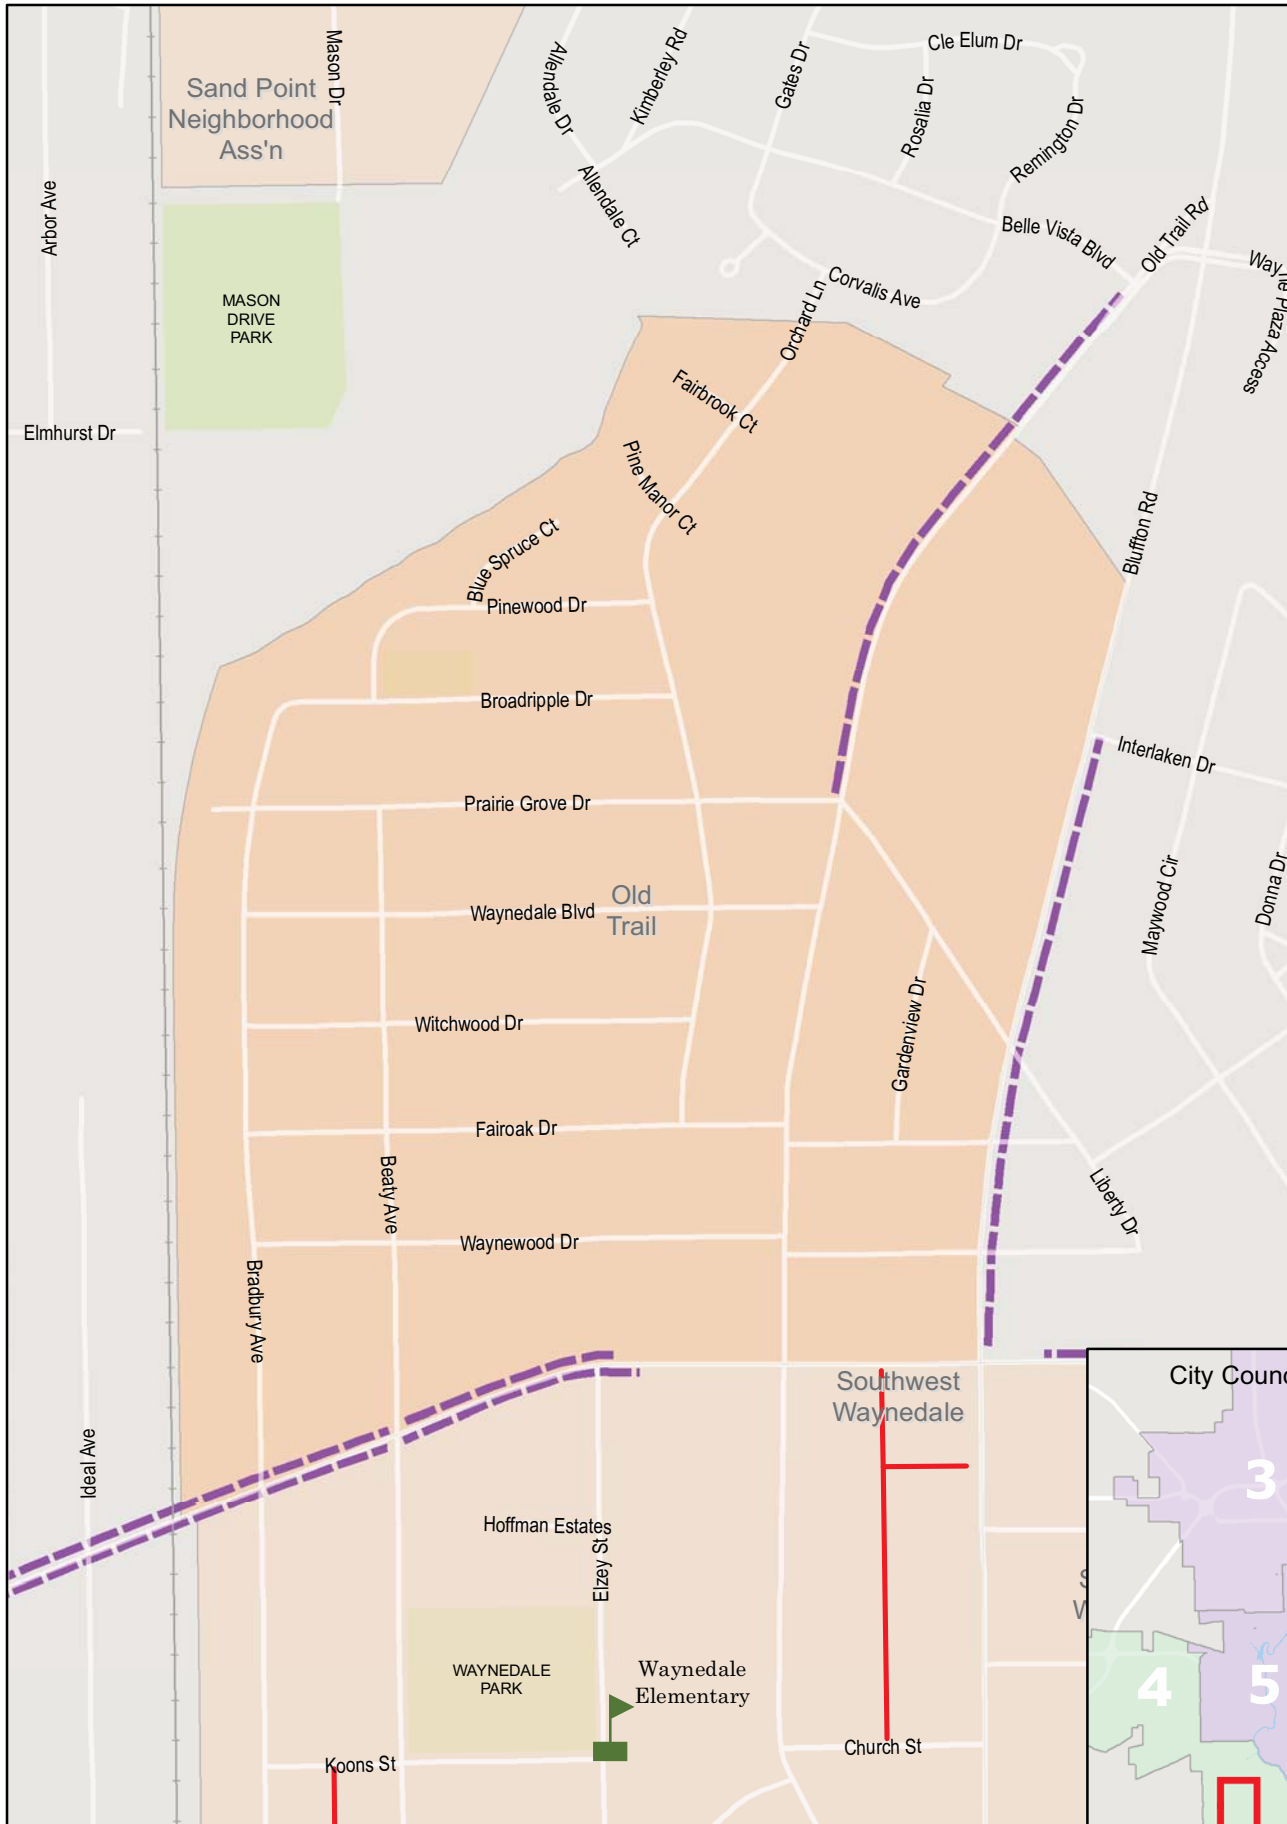 Mason Dr
Sand Point
Neighborhood
Ass'n
Allendale Dr
Kimberley Rd
Gates Dr
Cle Elum Dr
Rosalia Dr
Remington Dr
Arbor Ave
Allendale Ct
Belle Vista Blvd
Old Trail Rd
Wayne Plaza Access
MASON
DRIVE
PARK
Corvalis Ave
Orchard Ln
Fairbrook Ct
Elmhurst Dr
Pine Manor Ct
Bluffton Rd
Blue Spruce Ct
Pinewood Dr
Broadripple Dr
Interlaken Dr
Prairie Grove Dr
Maywood Cir
Donna Dr
Waynedale Blvd
Old
Trail
Gardenview Dr
Witchwood Dr
Fairoak Dr
Beaty Ave
Liberty Dr
Waynewood Dr
Bradbury Ave
Southwest
Waynedale
City Counc
Ideal Ave
3
Hoffman Estates
Elzey St
S
W
WAYNEDALE
PARK
Waynedale
Elementary
4
5
Koons St
Church St